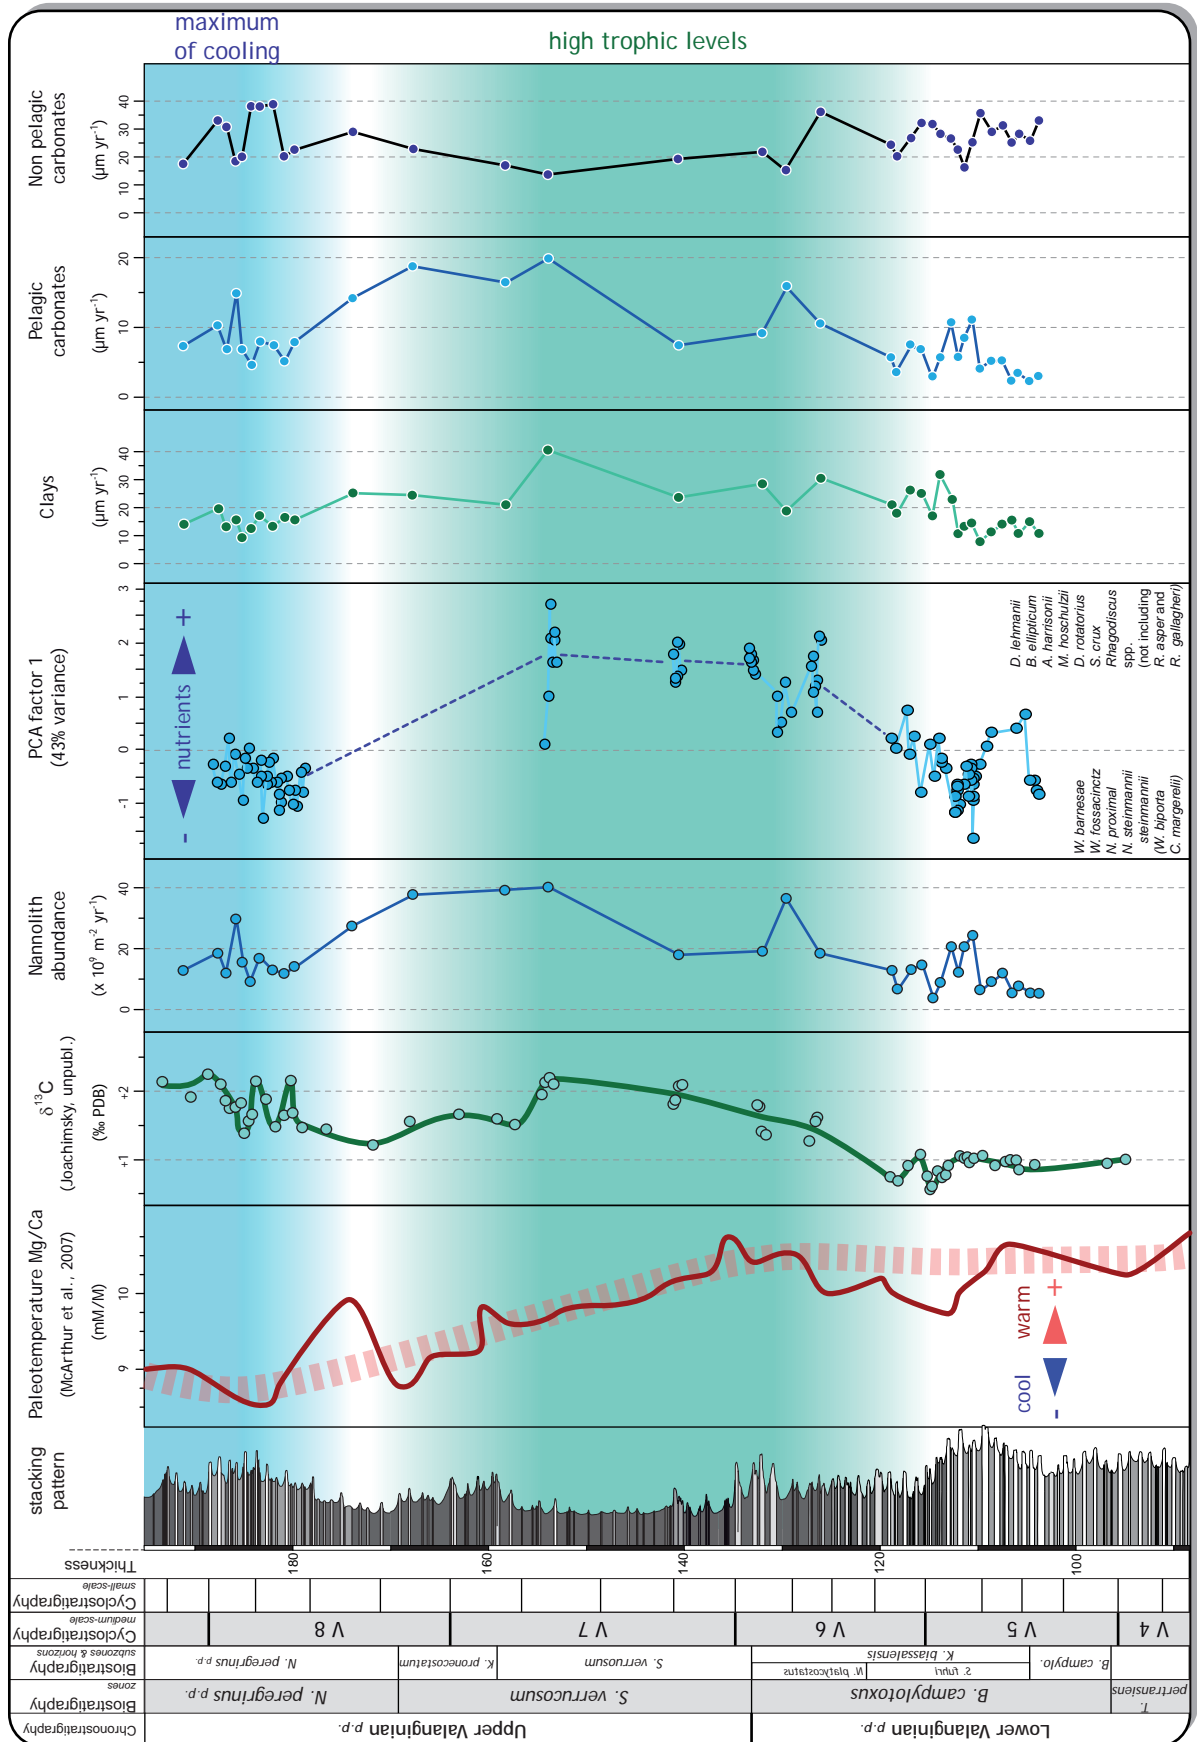 maximum
of cooling
high trophic levels
Non pelagic
carbonates
(µm yr⁻¹)
40
30
20
10
0
Pelagic
carbonates
(µm yr⁻¹)
20
10
0
Clays
(µm yr⁻¹)
40
30
20
10
0
PCA factor 1
(43% variance)
3
2
1
0
-1
- nutrients +
D. lehmanii
B. ellipticum
A. harrisonii
M. hoschulzii
D. rotatorius
S. crux
Rhagodiscus
spp.
(not including
R. asper and
R. gallagheri)
W. barnesae
W. fossacinctz
N. proximal
N. steinmannii
steinmannii
(W. biporta
C. margerelii)
Nannolith
abundance
(x 10⁹ m⁻² yr⁻¹)
40
20
0
δ¹³C
(Joachimsky, unpubl.)
(‰ PDB)
+2
+1
Paleotemperature Mg/Ca
(McArthur et al., 2007)
(mM/M)
10
9
- cool warm +
stacking
pattern
Thickness
180
160
140
120
100
Cyclostratigraphy
small-scale
Cyclostratigraphy
medium-scale
V 8
V 7
V 6
V 5
V 4
Biostratigraphy
subzones & horizons
N. peregrinus p.p.
K. pronecostatum
S. verrucosum
K. biassalensis
N. platycostatus
S. fuhri
B. campylo.
Biostratigraphy
zones
N. peregrinus p.p.
S. verrucosum
B. campylotoxus
T.
pertransiens
Chronostratigraphy
Upper Valanginian p.p.
Lower Valanginian p.p.